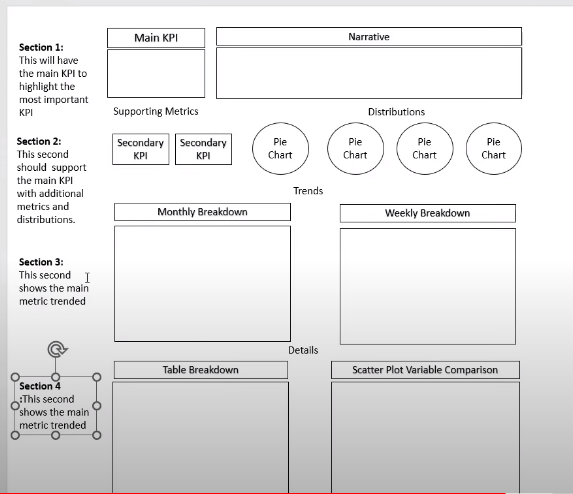 Main KPI
Narrative
Section 1:
This will have
the main KPI to
highlight the
most important
KPI
Supporting Metrics
Distributions
Section 2:
This second
should  support
the main KPI
with additional
metrics and
distributions.
Secondary
KPI
Secondary
KPI
Pie
Chart
Pie
Chart
Pie
Chart
Pie
Chart
Trends
Monthly Breakdown
Weekly Breakdown
Section 3:
This second
shows the main
metric trended
Details
Table Breakdown
Scatter Plot Variable Comparison
Section 4
:This second
shows the main
metric trended